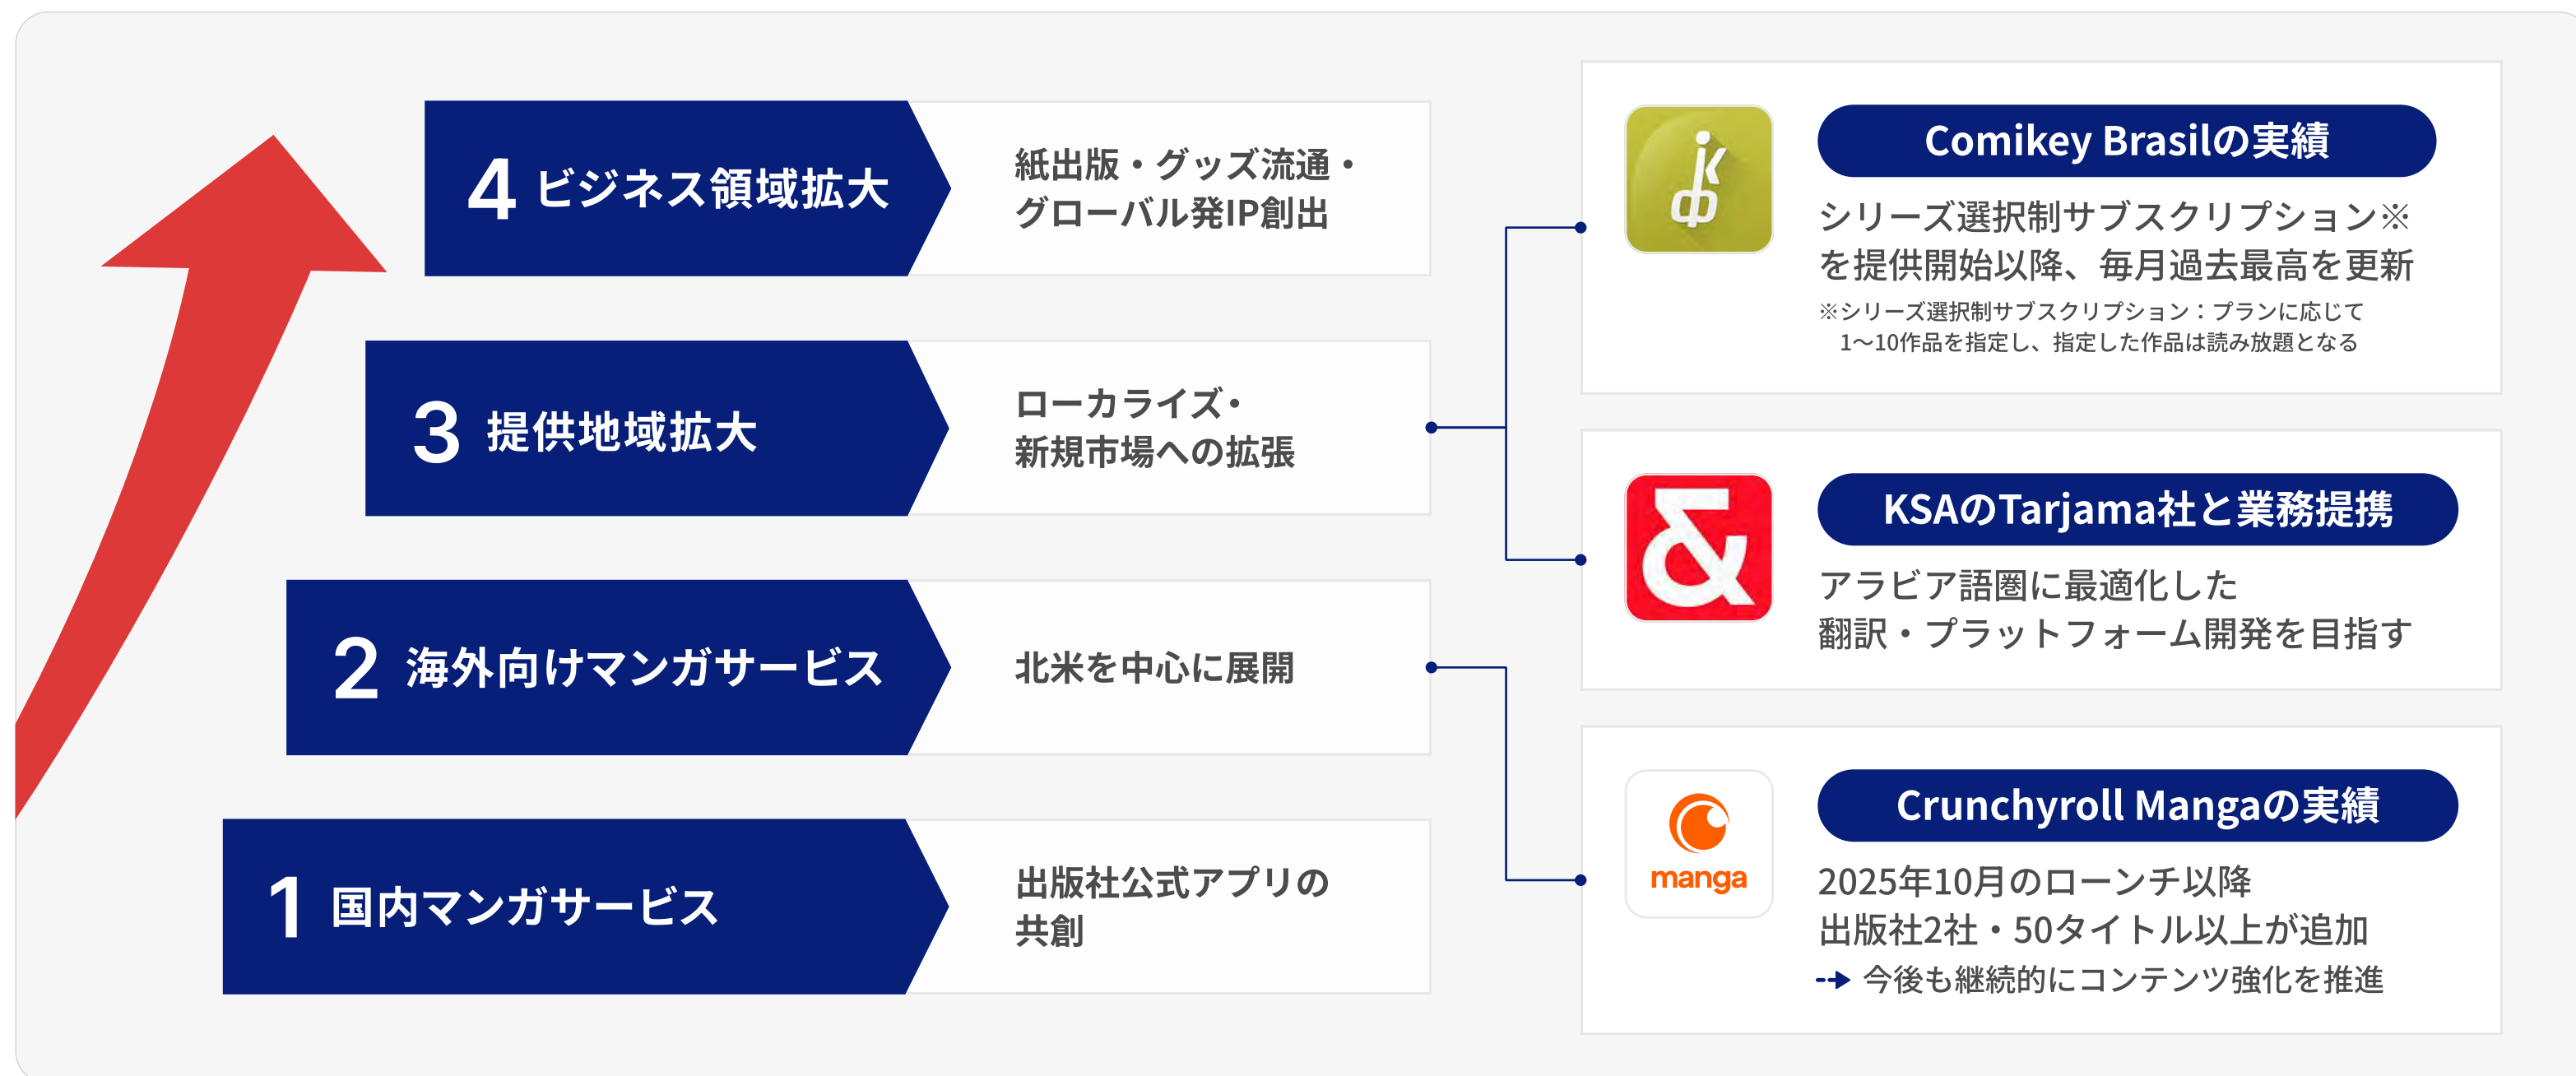 4 ビジネス領域拡大
紙出版・グッズ流通・
グローバル発IP創出
3 提供地域拡大
ローカライズ・
新規市場への拡張
2 海外向けマンガサービス
北米を中心に展開
1 国内マンガサービス
出版社公式アプリの
共創
Comikey Brasilの実績
シリーズ選択制サブスクリプション※
を提供開始以降、毎月過去最高を更新
※シリーズ選択制サブスクリプション：プランに応じて
1〜10作品を指定し、指定した作品は読み放題となる
&
KSAのTarjama社と業務提携
アラビア語圏に最適化した
翻訳・プラットフォーム開発を目指す
manga
Crunchyroll Mangaの実績
2025年10月のローンチ以降
出版社2社・50タイトル以上が追加
今後も継続的にコンテンツ強化を推進